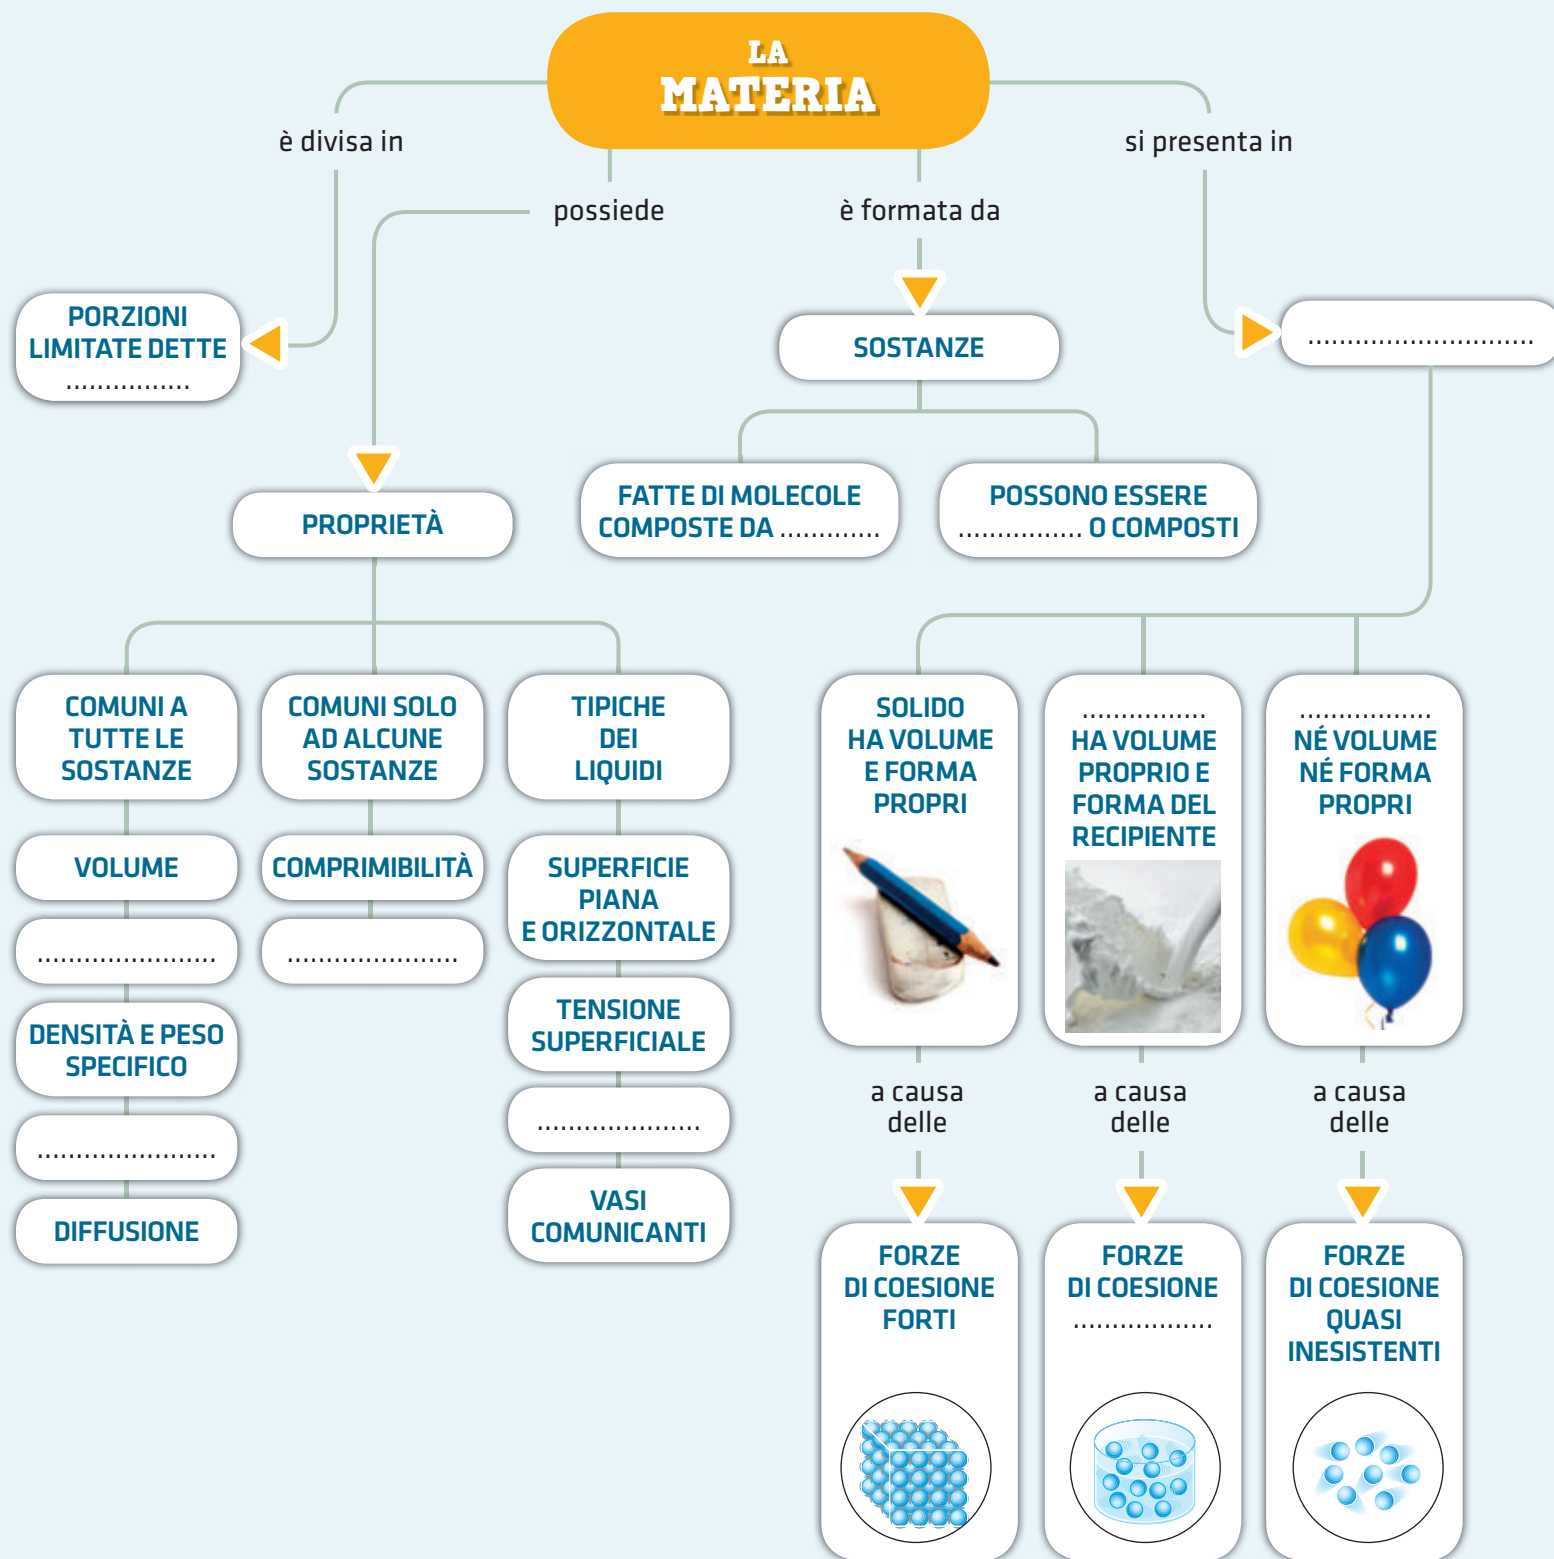 LA
MATERIA
è divisa in
possiede
è formata da
si presenta in
PORZIONI
LIMITATE DETTE
................
SOSTANZE
.............................
FATTE DI MOLECOLE
COMPOSTE DA .............
POSSONO ESSERE
................ O COMPOSTI
PROPRIETÀ
COMUNI A
TUTTE LE
SOSTANZE
VOLUME
.......................
DENSITÀ E PESO
SPECIFICO
.......................
DIFFUSIONE
COMUNI SOLO
AD ALCUNE
SOSTANZE
COMPRIMIBILITÀ
......................
TIPICHE
DEI
LIQUIDI
SUPERFICIE
PIANA
E ORIZZONTALE
TENSIONE
SUPERFICIALE
.....................
VASI
COMUNICANTI
SOLIDO
HA VOLUME
E FORMA
PROPRI
a causa
delle
FORZE
DI COESIONE
FORTI
................
HA VOLUME
PROPRIO E
FORMA DEL
RECIPIENTE
a causa
delle
FORZE
DI COESIONE
..................
.................
NÉ VOLUME
NÉ FORMA
PROPRI
a causa
delle
FORZE
DI COESIONE
QUASI
INESISTENTI